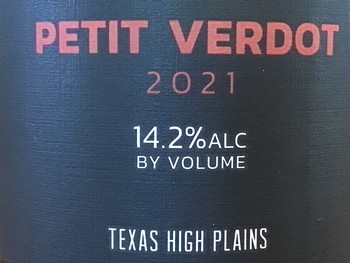 PETIT VERDOT
2021
14.2%ALC
BY VOLUME
TEXAS HIGH PLAINS